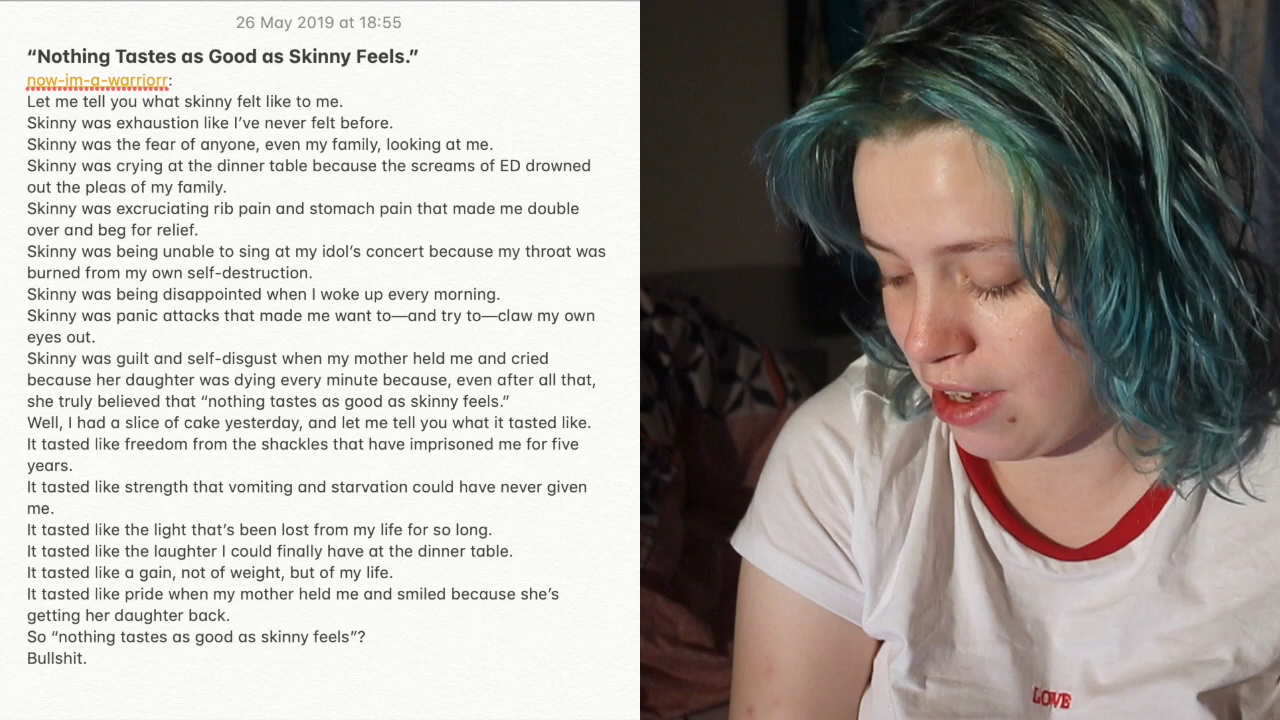 26 May 2019 at 18:55
“Nothing Tastes as Good as Skinny Feels.”
now-im-a-warriorr:
Let me tell you what skinny felt like to me.
Skinny was exhaustion like I’ve never felt before.
Skinny was the fear of anyone, even my family, looking at me.
Skinny was crying at the dinner table because the screams of ED drowned
out the pleas of my family.
Skinny was excruciating rib pain and stomach pain that made me double
over and beg for relief.
Skinny was being unable to sing at my idol’s concert because my throat was
burned from my own self-destruction.
Skinny was being disappointed when I woke up every morning.
Skinny was panic attacks that made me want to—and try to—claw my own
eyes out.
Skinny was guilt and self-disgust when my mother held me and cried
because her daughter was dying every minute because, even after all that,
she truly believed that “nothing tastes as good as skinny feels.”
Well, I had a slice of cake yesterday, and let me tell you what it tasted like.
It tasted like freedom from the shackles that have imprisoned me for five
years.
It tasted like strength that vomiting and starvation could have never given
me.
It tasted like the light that’s been lost from my life for so long.
It tasted like the laughter I could finally have at the dinner table.
It tasted like a gain, not of weight, but of my life.
It tasted like pride when my mother held me and smiled because she’s
getting her daughter back.
So “nothing tastes as good as skinny feels”?
Bullshit.
LOVE